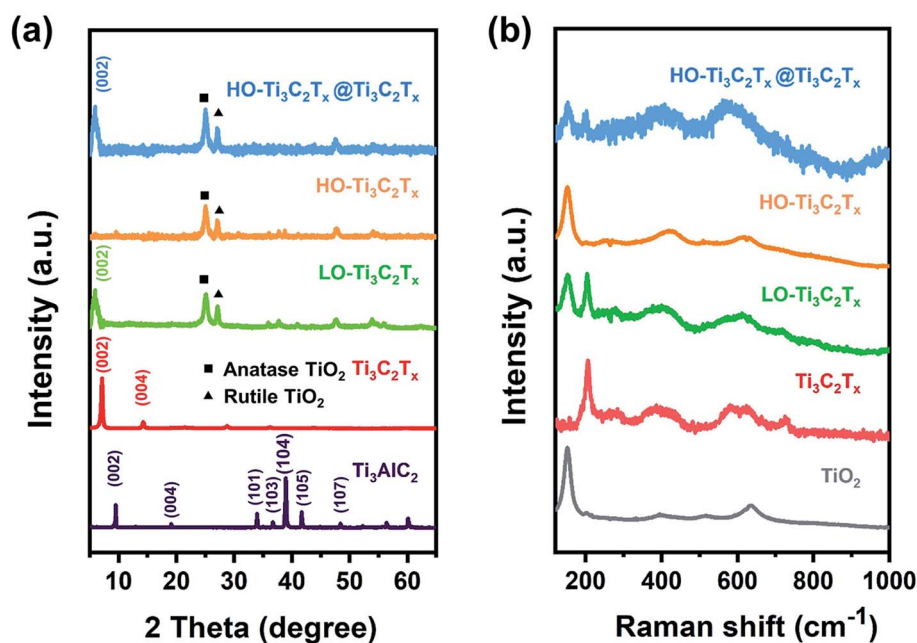 (a)
(002)
HO-Ti₃C₂Tₓ@Ti₃C₂Tₓ
HO-Ti₃C₂Tₓ
(002)
LO-Ti₃C₂Tₓ
(002)
(004)
■ Anatase TiO₂
▲ Rutile TiO₂
Ti₃C₂Tₓ
(002)
(004)
(101)
(103)
(104)
(105)
(107)
Ti₃AlC₂
Intensity (a.u.)
10 20 30 40 50 60
2 Theta (degree)
(b)
HO-Ti₃C₂Tₓ@Ti₃C₂Tₓ
HO-Ti₃C₂Tₓ
LO-Ti₃C₂Tₓ
Ti₃C₂Tₓ
TiO₂
Intensity (a.u.)
200 400 600 800 1000
Raman shift (cm⁻¹)